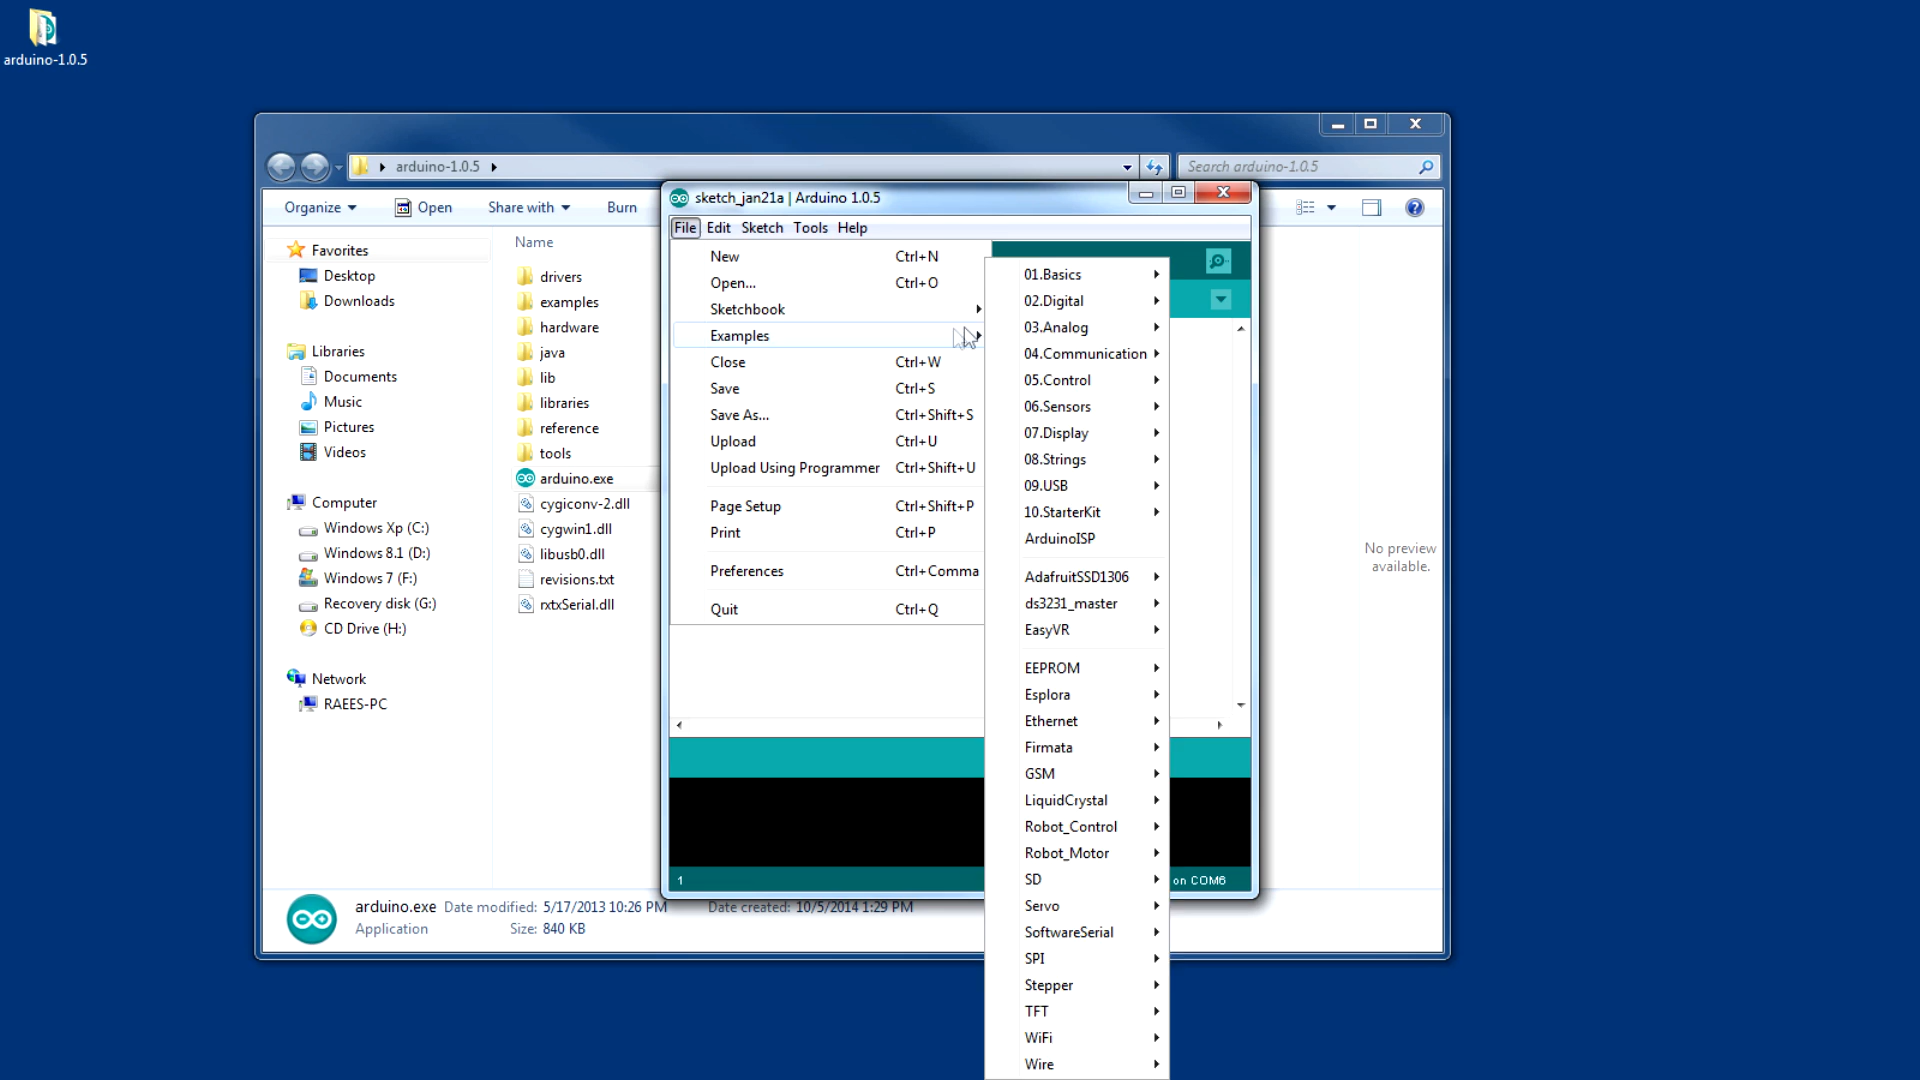 arduino-1.0.5
arduino-1.0.5
Search arduino-1.0.5
Organize
Open
Share with
Burn
Favorites
Desktop
Downloads
Libraries
Documents
Music
Pictures
Videos
Computer
Windows Xp (C:)
Windows 8.1 (D:)
Windows 7 (F:)
Recovery disk (G:)
CD Drive (H:)
Network
RAEES-PC
Name
drivers
examples
hardware
java
lib
libraries
reference
tools
arduino.exe
cygiconv-2.dll
cygwin1.dll
libusb0.dll
revisions.txt
rxtxSerial.dll
sketch_jan21a | Arduino 1.0.5
File Edit Sketch Tools Help
New Ctrl+N
Open... Ctrl+O
Sketchbook
Examples
Close Ctrl+W
Save Ctrl+S
Save As... Ctrl+Shift+S
Upload Ctrl+U
Upload Using Programmer Ctrl+Shift+U
Page Setup Ctrl+Shift+P
Print Ctrl+P
Preferences Ctrl+Comma
Quit Ctrl+Q
01.Basics
02.Digital
03.Analog
04.Communication
05.Control
06.Sensors
07.Display
08.Strings
09.USB
10.StarterKit
ArduinoISP
AdafruitSSD1306
ds3231_master
EasyVR
EEPROM
Esplora
Ethernet
Firmata
GSM
LiquidCrystal
Robot_Control
Robot_Motor
SD
Servo
SoftwareSerial
SPI
Stepper
TFT
WiFi
Wire
1
on COM6
No preview
available.
arduino.exe Date modified: 5/17/2013 10:26 PM Date created: 10/5/2014 1:29 PM
Application Size: 840 KB